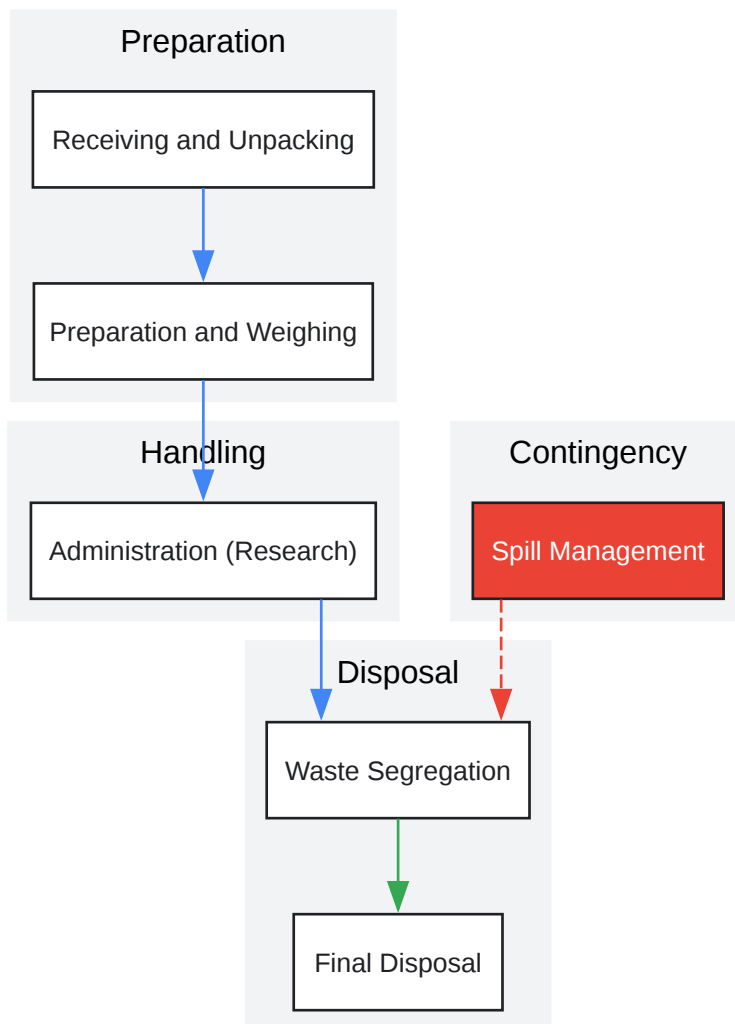 Preparation
Receiving and Unpacking
Preparation and Weighing
Handling
Administration (Research)
Contingency
Spill Management
Disposal
Waste Segregation
Final Disposal